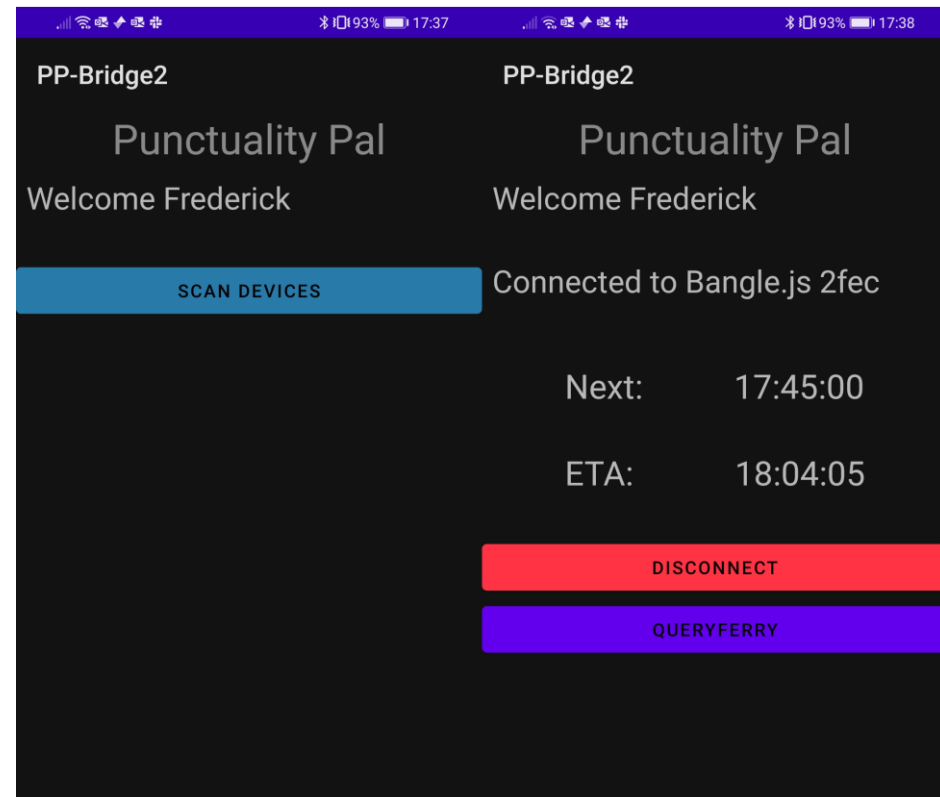 93% 17:37
PP-Bridge2
Punctuality Pal
Welcome Frederick
SCAN DEVICES
93% 17:38
PP-Bridge2
Punctuality Pal
Welcome Frederick
Connected to Bangle.js 2fec
Next: 17:45:00
ETA: 18:04:05
DISCONNECT
QUERYFERRY